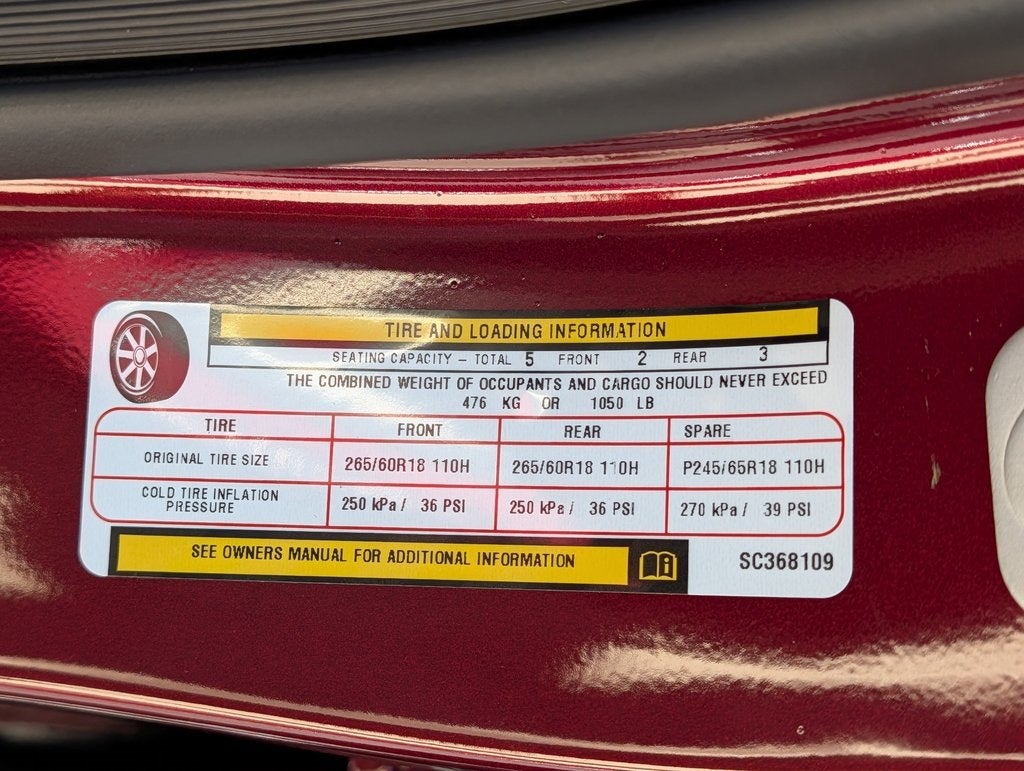 TIRE AND LOADING INFORMATION
SEATING CAPACITY – TOTAL 5 FRONT 2 REAR 3
THE COMBINED WEIGHT OF OCCUPANTS AND CARGO SHOULD NEVER EXCEED
476 KG OR 1050 LB
TIRE FRONT REAR SPARE
ORIGINAL TIRE SIZE 265/60R18 110H 265/60R18 110H P245/65R18 110H
COLD TIRE INFLATION
PRESSURE 250 kPa / 36 PSI 250 kPa / 36 PSI 270 kPa / 39 PSI
SEE OWNERS MANUAL FOR ADDITIONAL INFORMATION SC368109